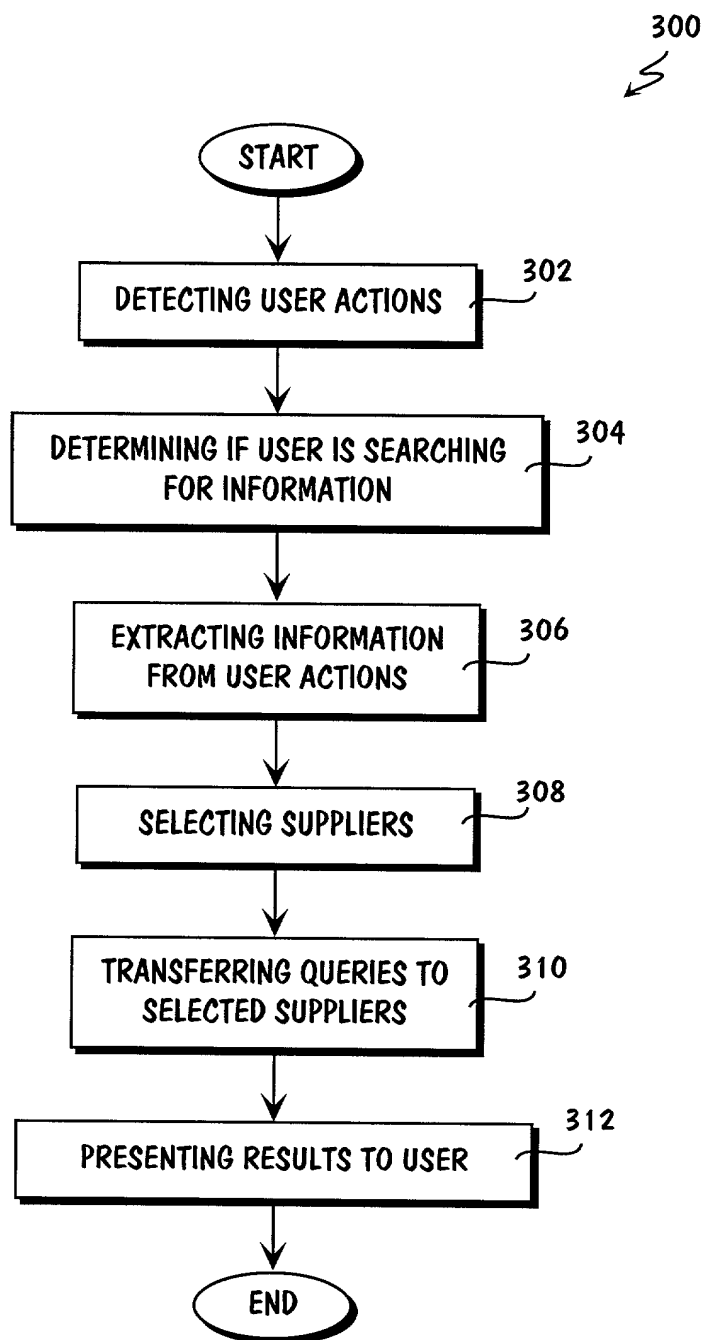 300
START
DETECTING USER ACTIONS
302
DETERMINING IF USER IS SEARCHING
FOR INFORMATION
304
EXTRACTING INFORMATION
FROM USER ACTIONS
306
SELECTING SUPPLIERS
308
TRANSFERRING QUERIES TO
SELECTED SUPPLIERS
310
PRESENTING RESULTS TO USER
312
END